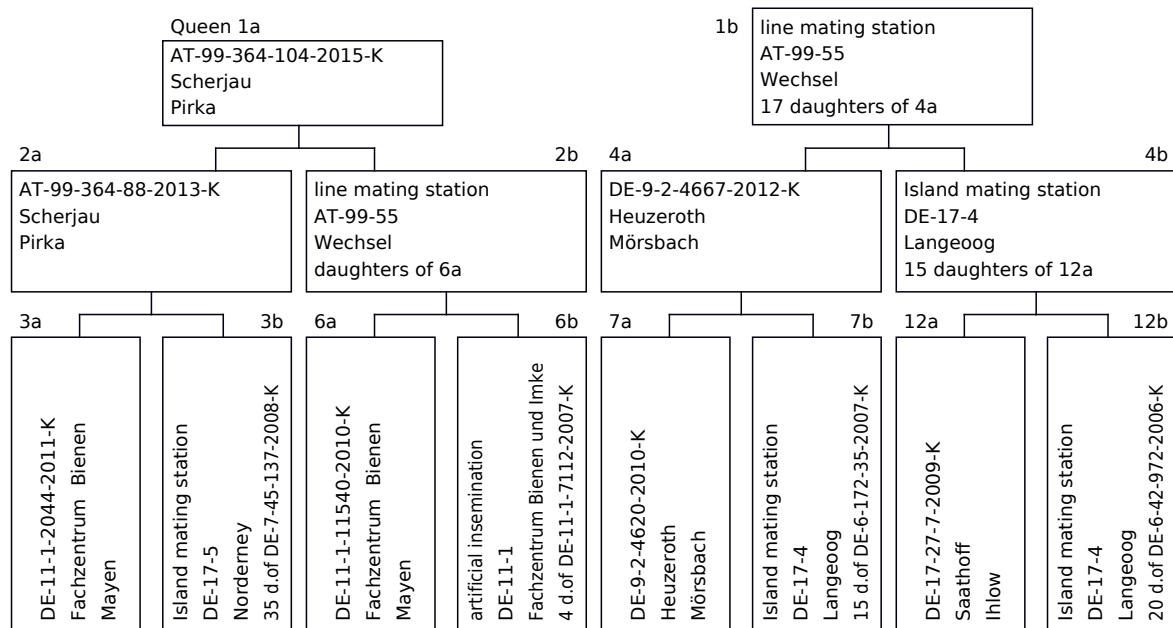 Queen 1a
AT-99-364-104-2015-K
Scherjau
Pirka
1b
line mating station
AT-99-55
Wechsel
17 daughters of 4a
2a
AT-99-364-88-2013-K
Scherjau
Pirka
2b
line mating station
AT-99-55
Wechsel
daughters of 6a
4a
DE-9-2-4667-2012-K
Heuzeroth
Mörsbach
4b
Island mating station
DE-17-4
Langeoog
15 daughters of 12a
3a
DE-11-1-2044-2011-K
Fachzentrum Bienen
Mayen
3b
Island mating station
DE-17-5
Norderney
35 d.of DE-7-45-137-2008-K
6a
DE-11-1-11540-2010-K
Fachzentrum Bienen
Mayen
6b
artificial insemination
DE-11-1
Fachzentrum Bienen und Imke
4 d.of DE-11-1-7112-2007-K
7a
DE-9-2-4620-2010-K
Heuzeroth
Mörsbach
7b
Island mating station
DE-17-4
Langeoog
15 d.of DE-6-172-35-2007-K
12a
DE-17-27-7-2009-K
Saathoff
Ihlow
12b
Island mating station
DE-17-4
Langeoog
20 d.of DE-6-42-972-2006-K